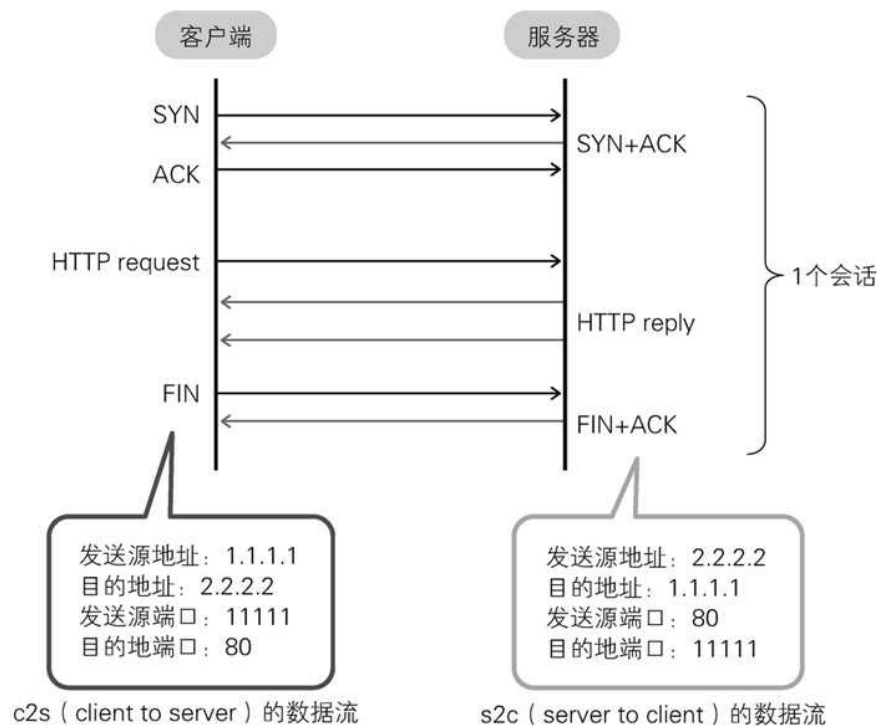 客户端
服务器
SYN
SYN+ACK
ACK
HTTP request
1个会话
HTTP reply
FIN
FIN+ACK
发送源地址：1.1.1.1
目的地址：2.2.2.2
发送源端口：11111
目的地端口：80
发送源地址：2.2.2.2
目的地址：1.1.1.1
发送源端口：80
目的地端口：11111
c2s（client to server）的数据流
s2c（server to client）的数据流